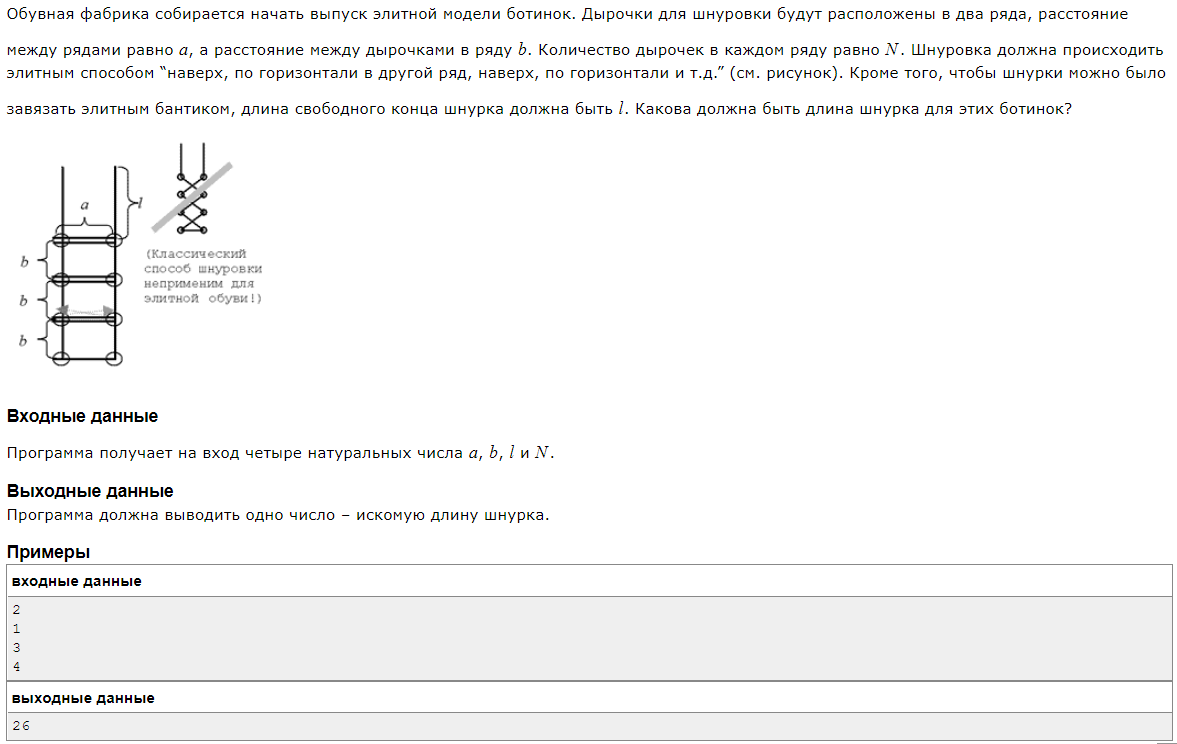 Обувная фабрика собирается начать выпуск элитной модели ботинок. Дырочки для шнуровки будут расположены в два ряда, расстояние
между рядами равно a, а расстояние между дырочками в ряду b. Количество дырочек в каждом ряду равно N. Шнуровка должна происходить
элитным способом “наверх, по горизонтали в другой ряд, наверх, по горизонтали и т.д.” (см. рисунок). Кроме того, чтобы шнурки можно было
завязать элитным бантиком, длина свободного конца шнурка должна быть l. Какова должна быть длина шнурка для этих ботинок?
a
l
b
b
b
(Классический
способ шнуровки
неприменим для
элитной обуви!)
Входные данные
Программа получает на вход четыре натуральных числа a, b, l и N.
Выходные данные
Программа должна выводить одно число – искомую длину шнурка.
Примеры
входные данные
2
1
3
4
выходные данные
26